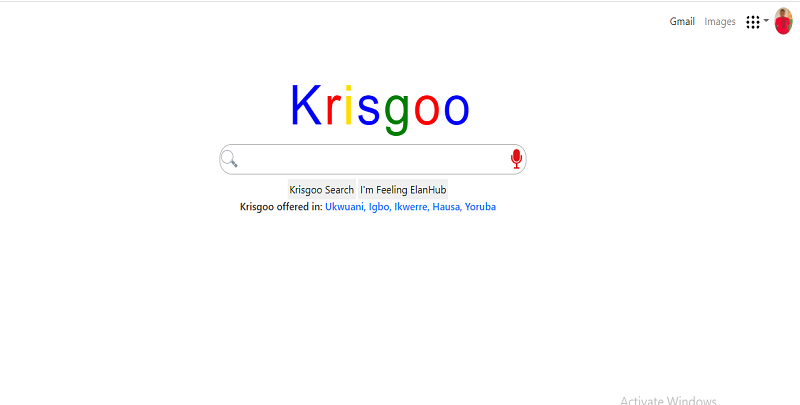 Gmail Images
Krisgoo
Krisgoo Search I'm Feeling ElanHub
Krisgoo offered in: Ukwuani, Igbo, Ikwerre, Hausa, Yoruba
Activate Windows